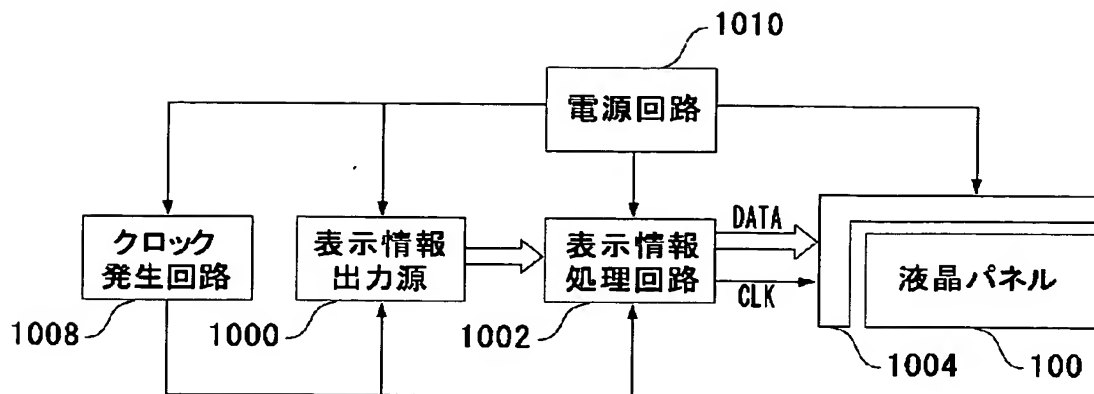 1010
電源回路
クロック
発生回路
表示情報
出力源
表示情報
処理回路
DATA
CLK
液晶パネル
1008
1000
1002
1004
100